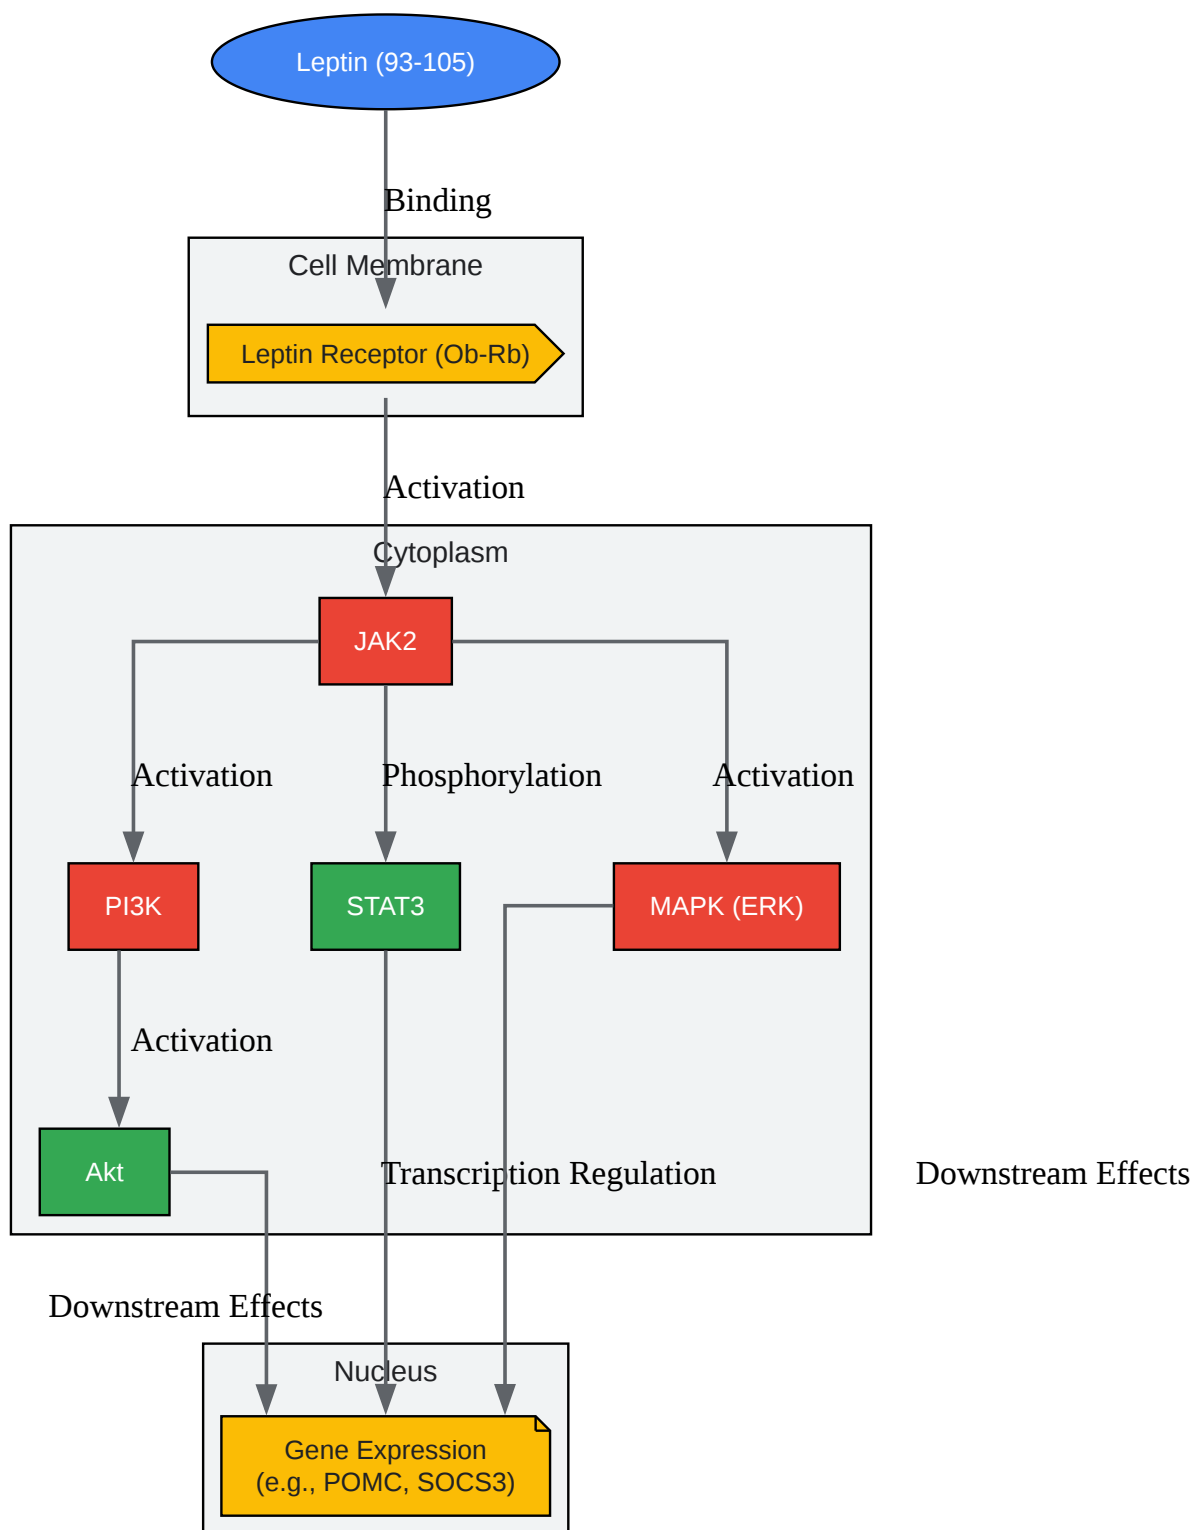 Leptin (93-105)
Binding
Cell Membrane
Leptin Receptor (Ob-Rb)
Activation
Cytoplasm
JAK2
Activation
Phosphorylation
Activation
PI3K
STAT3
MAPK (ERK)
Activation
Akt
Transcription Regulation
Downstream Effects
Downstream Effects
Nucleus
Gene Expression
(e.g., POMC, SOCS3)